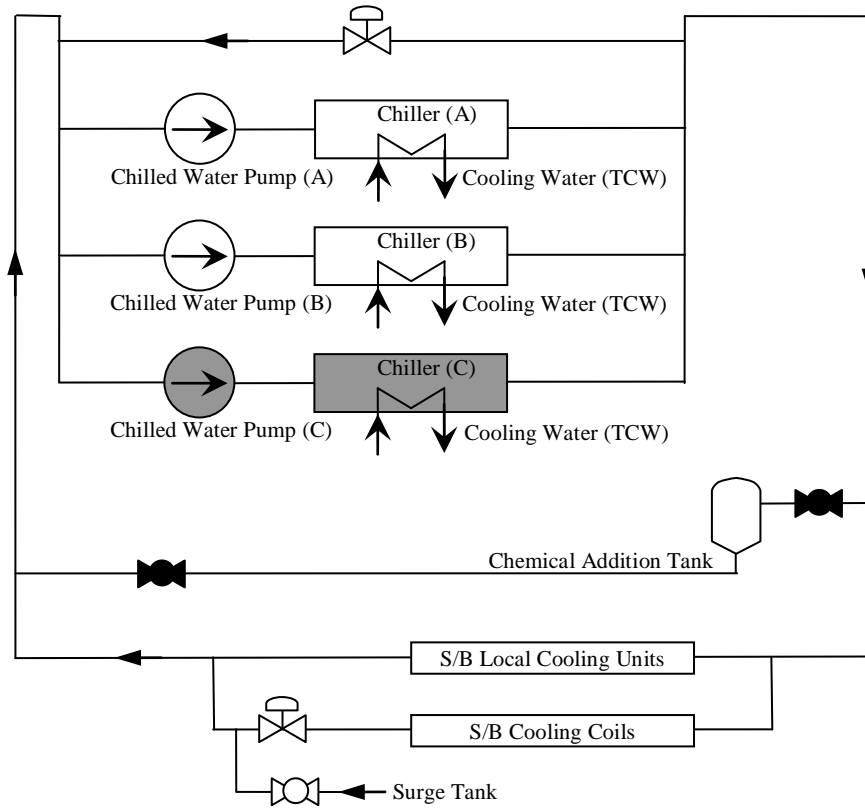 Chiller (A)
Chilled Water Pump (A)
Cooling Water (TCW)
Chiller (B)
Chilled Water Pump (B)
Cooling Water (TCW)
Chiller (C)
Chilled Water Pump (C)
Cooling Water (TCW)
Chemical Addition Tank
S/B Local Cooling Units
S/B Cooling Coils
Surge Tank